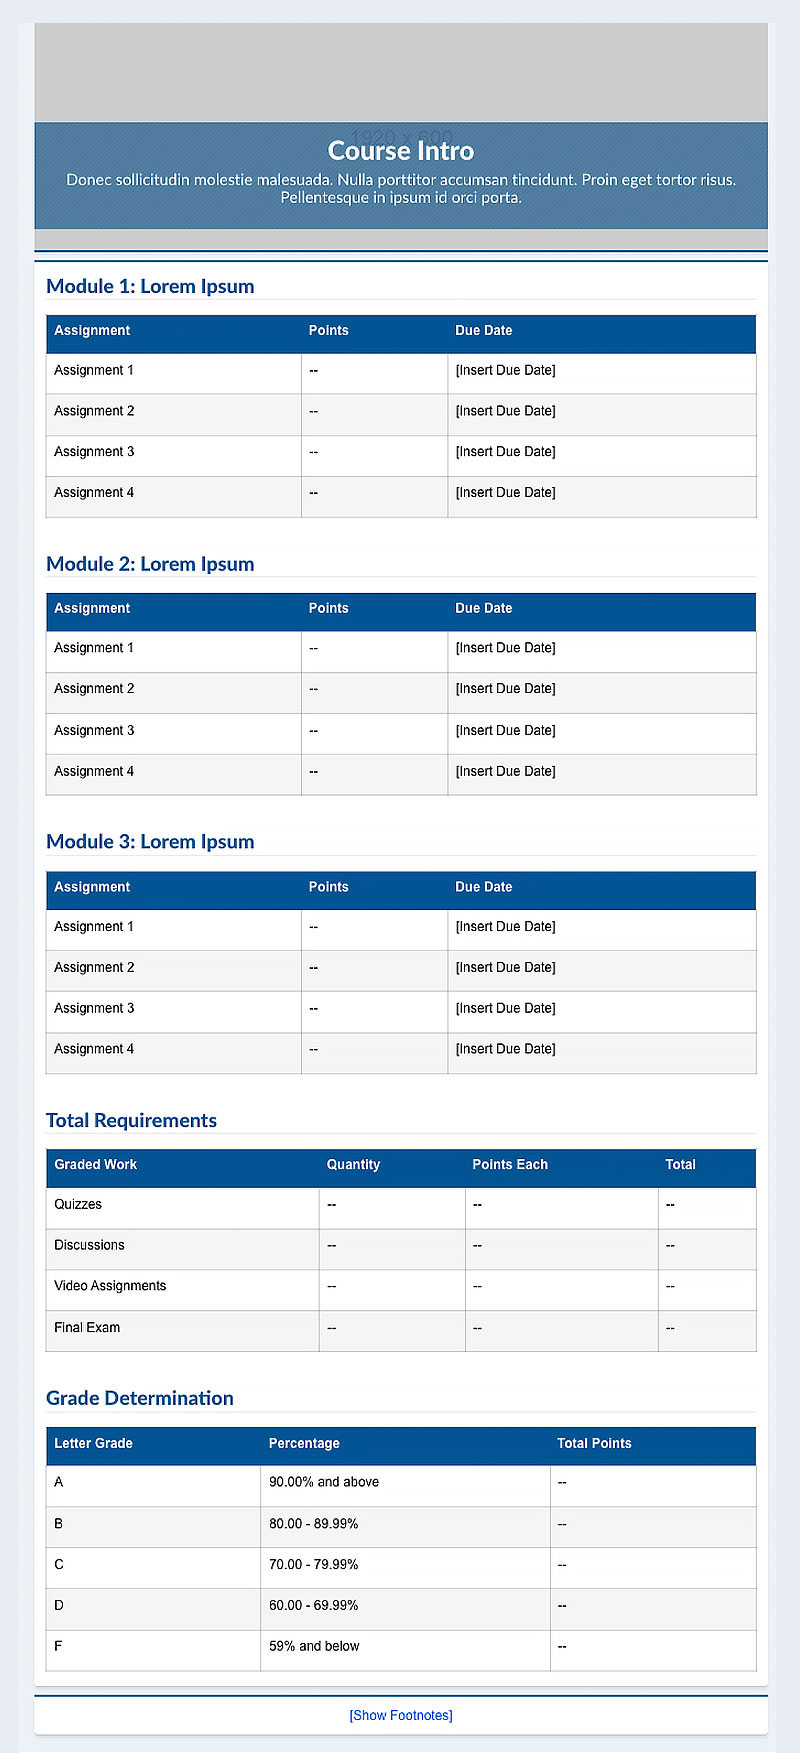 1920 x 600
Course Intro
Donec sollicitudin molestie malesuada. Nulla porttitor accumsan tincidunt. Proin eget tortor risus.
Pellentesque in ipsum id orci porta.
Module 1: Lorem Ipsum
Assignment Points Due Date
Assignment 1 -- [Insert Due Date]
Assignment 2 -- [Insert Due Date]
Assignment 3 -- [Insert Due Date]
Assignment 4 -- [Insert Due Date]
Module 2: Lorem Ipsum
Assignment Points Due Date
Assignment 1 -- [Insert Due Date]
Assignment 2 -- [Insert Due Date]
Assignment 3 -- [Insert Due Date]
Assignment 4 -- [Insert Due Date]
Module 3: Lorem Ipsum
Assignment Points Due Date
Assignment 1 -- [Insert Due Date]
Assignment 2 -- [Insert Due Date]
Assignment 3 -- [Insert Due Date]
Assignment 4 -- [Insert Due Date]
Total Requirements
Graded Work Quantity Points Each Total
Quizzes -- -- --
Discussions -- -- --
Video Assignments -- -- --
Final Exam -- -- --
Grade Determination
Letter Grade Percentage Total Points
A 90.00% and above --
B 80.00 - 89.99% --
C 70.00 - 79.99% --
D 60.00 - 69.99% --
F 59% and below --
[Show Footnotes]